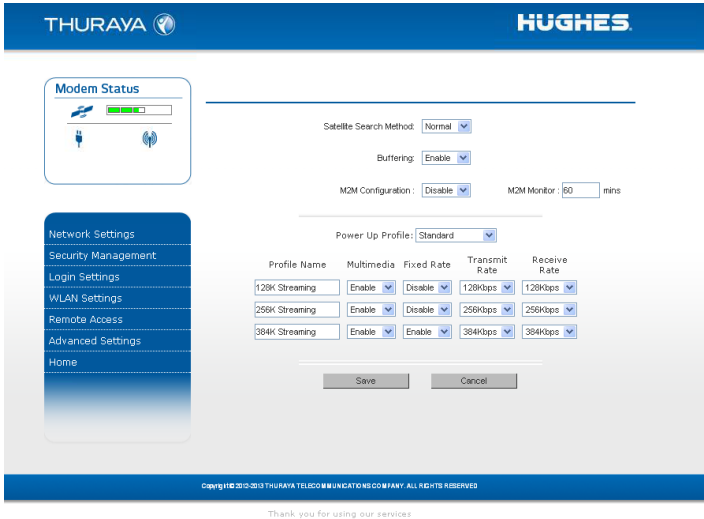 THURAYA
HUGHES.
Modem Status
Satellite Search Method: Normal
Buffering: Enable
M2M Configuration : Disable M2M Monitor : 60 mins
Network Settings
Security Management
Login Settings
WLAN Settings
Remote Access
Advanced Settings
Home
Power Up Profile: Standard
Profile Name Multimedia Fixed Rate Transmit Rate Receive Rate
128K Streaming Enable Disable 128Kbps 128Kbps
256K Streaming Enable Disable 256Kbps 256Kbps
384K Streaming Enable Enable 384Kbps 384Kbps
Save Cancel
Copyright© 2012-2013 THURAYA TELECOMMUNICATIONS COMPANY. ALL RIGHTS RESERVED
Thank you for using our services